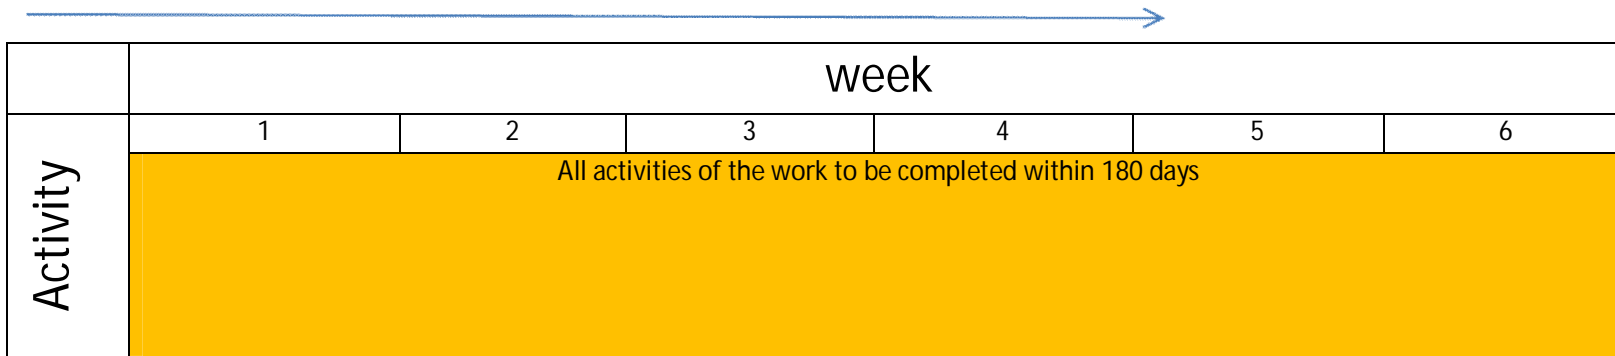 week
1 2 3 4 5 6
Activity
All activities of the work to be completed within 180 days